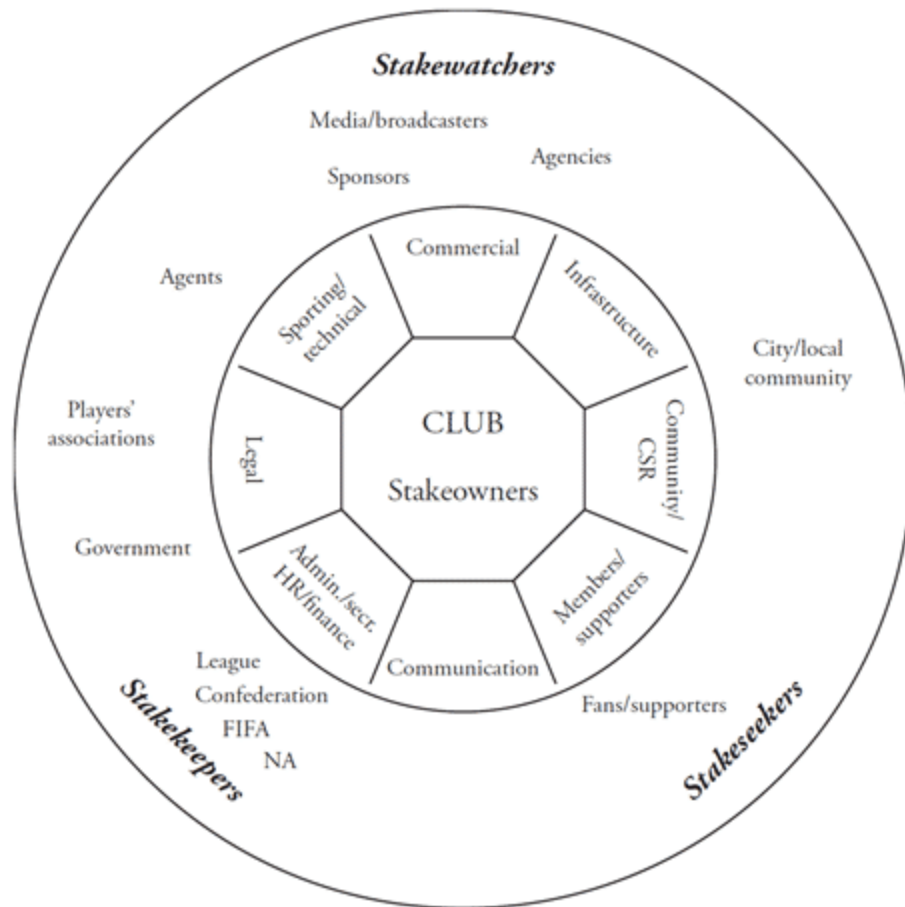 Stakewatchers
Media/broadcasters
Agencies
Sponsors
Commercial
Agents
Sporting/
technical
Infrastructure
City/local
community
Players'
associations
Legal
CLUB
Stakeowners
Community/
CSR
Government
Admin./secr.
HR/finance
Members/
supporters
Communication
League
Confederation
FIFA
NA
Fans/supporters
Stakekeepers
Stakeseekers